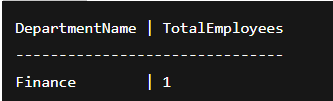 DepartmentName | TotalEmployees
------------------------------
Finance        | 1